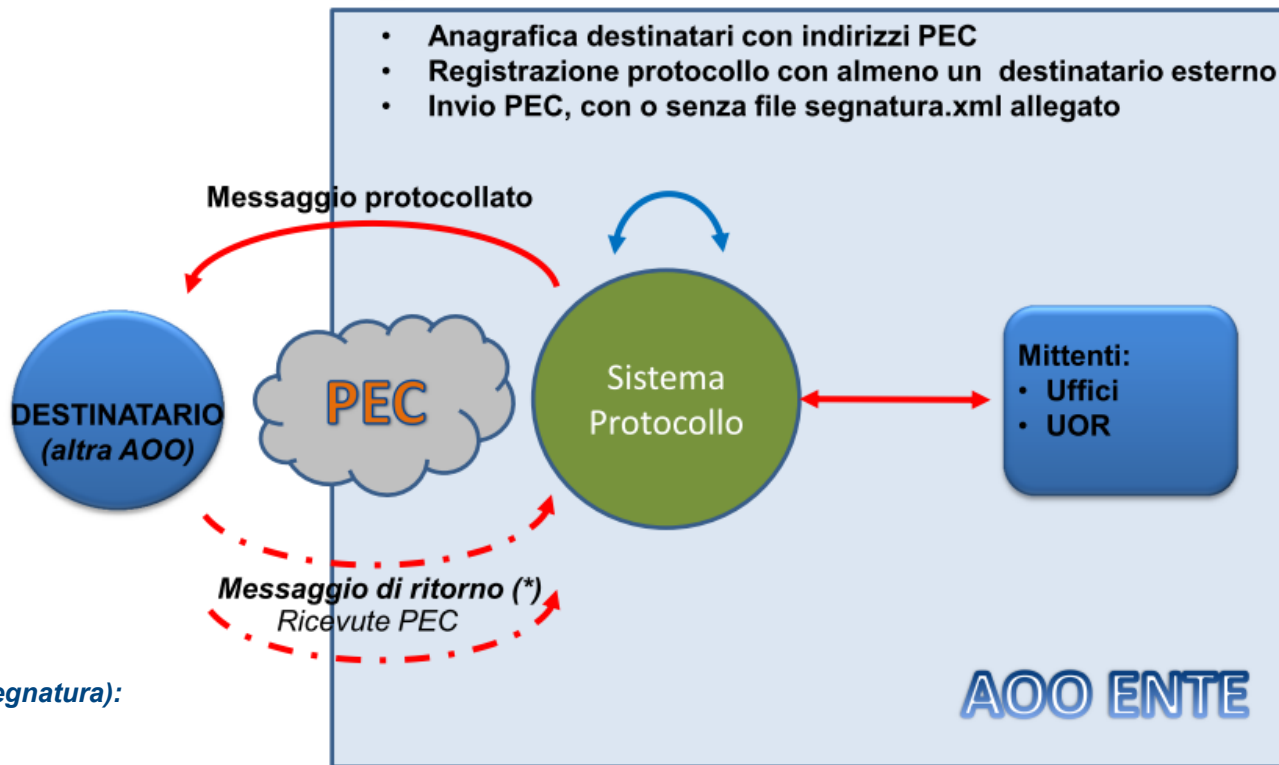 • Anagrafica destinatari con indirizzi PEC
• Registrazione protocollo con almeno un destinatario esterno
• Invio PEC, con o senza file segnatura.xml allegato
Messaggio protocollato
DESTINATARIO
(altra AOO)
PEC
Sistema
Protocollo
Mittenti:
• Uffici
• UOR
Messaggio di ritorno (*)
Ricevute PEC
egnatura):
AOO ENTE